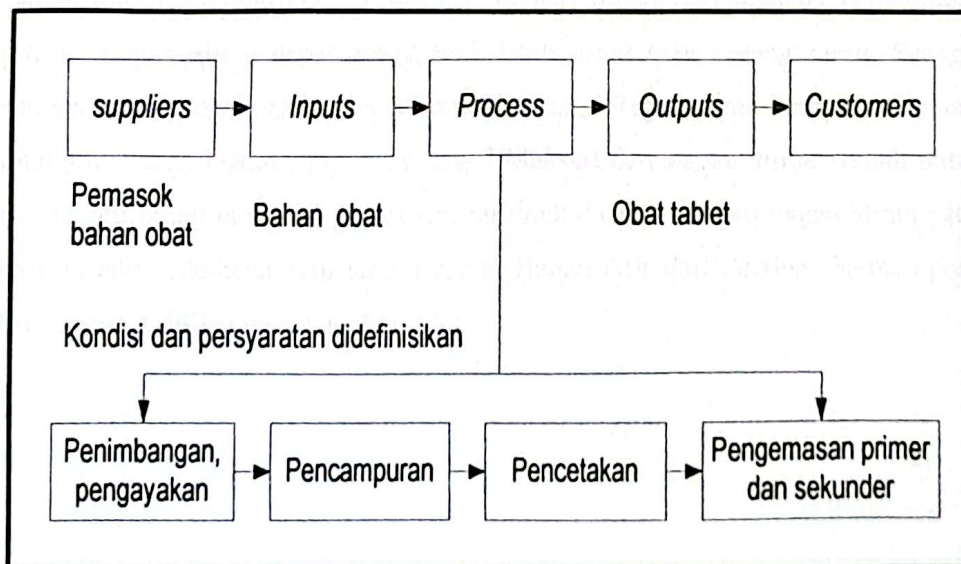 suppliers
Inputs
Process
Outputs
Customers
Pemasok
bahan obat
Bahan obat
Obat tablet
Kondisi dan persyaratan didefinisikan
Penimbangan,
pengayakan
Pencampuran
Pencetakan
Pengemasan primer
dan sekunder